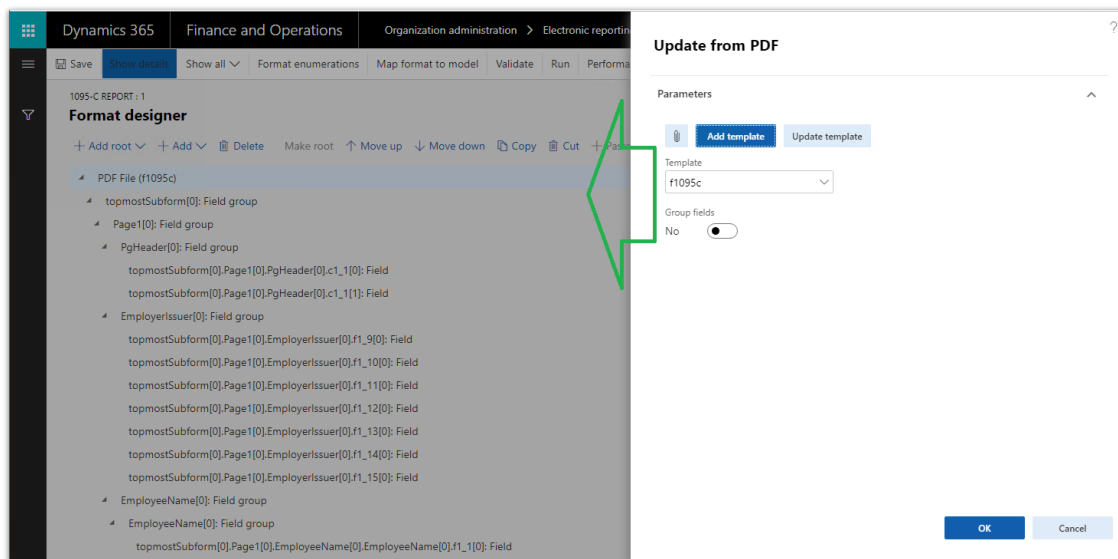 Dynamics 365 Finance and Operations Organization administration > Electronic reportin
?
Update from PDF
Save Show details Show all Format enumerations Map format to model Validate Run Performa
Parameters
1095-C REPORT : 1
Format designer
Add template Update template
+ Add root + Add Delete Make root Move up Move down Copy Cut + Pas
Template
f1095c
PDF File (f1095c)
topmostSubform[0]: Field group
Group fields
No
Page1[0]: Field group
PgHeader[0]: Field group
topmostSubform[0].Page1[0].PgHeader[0].c1_1[0]: Field
topmostSubform[0].Page1[0].PgHeader[0].c1_1[1]: Field
EmployerIssuer[0]: Field group
topmostSubform[0].Page1[0].EmployerIssuer[0].f1_9[0]: Field
topmostSubform[0].Page1[0].EmployerIssuer[0].f1_10[0]: Field
topmostSubform[0].Page1[0].EmployerIssuer[0].f1_11[0]: Field
topmostSubform[0].Page1[0].EmployerIssuer[0].f1_12[0]: Field
topmostSubform[0].Page1[0].EmployerIssuer[0].f1_13[0]: Field
topmostSubform[0].Page1[0].EmployerIssuer[0].f1_14[0]: Field
topmostSubform[0].Page1[0].EmployerIssuer[0].f1_15[0]: Field
EmployeeName[0]: Field group
EmployeeName[0]: Field group
OK Cancel
topmostSubform[0].Page1[0].EmployeeName[0].EmployeeName[0].f1_1[0]: Field